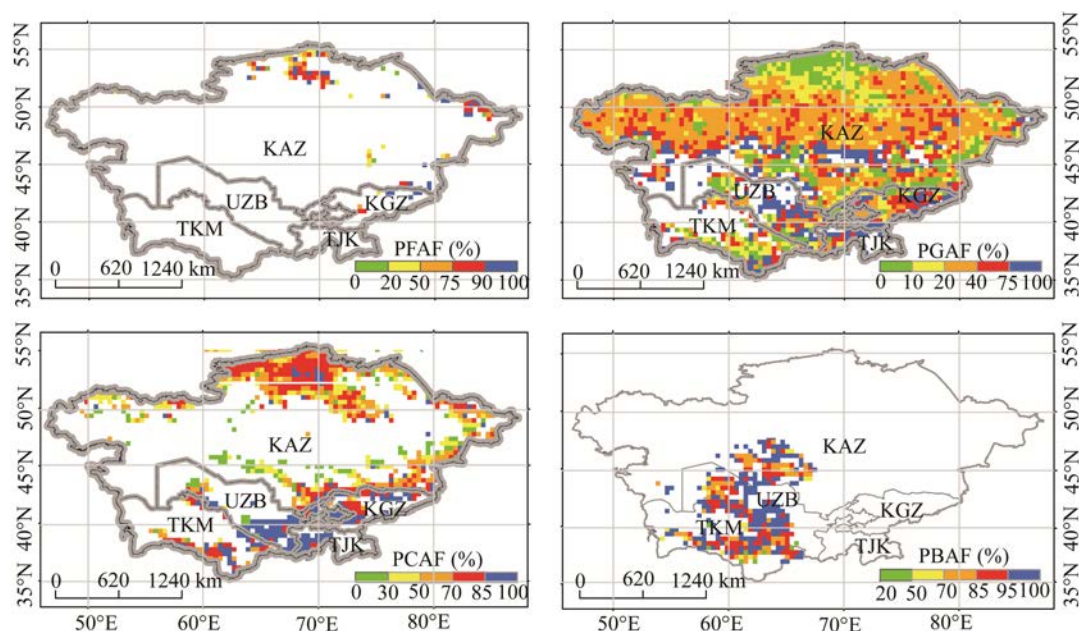 55°N
50°N
45°N
40°N
35°N
KAZ
UZB
TKM
KGZ
TJK
PFAF (%)
0 620 1240 km
0 20 50 75 90 100
KAZ
UZB
KGZ
TKM
TJK
PGAF (%)
0 620 1240 km
0 10 20 40 75 100
55°N
50°N
45°N
40°N
35°N
55°N
50°N
45°N
40°N
35°N
KAZ
UZB
TKM
KGZ
TJK
PCAF (%)
0 620 1240 km
0 30 50 70 85 100
50°E 60°E 70°E 80°E
KAZ
UZB
KGZ
TKM
TJK
PBAF (%)
0 620 1240 km
20 50 70 85 95 100
50°E 60°E 70°E 80°E
55°N
50°N
45°N
40°N
35°N